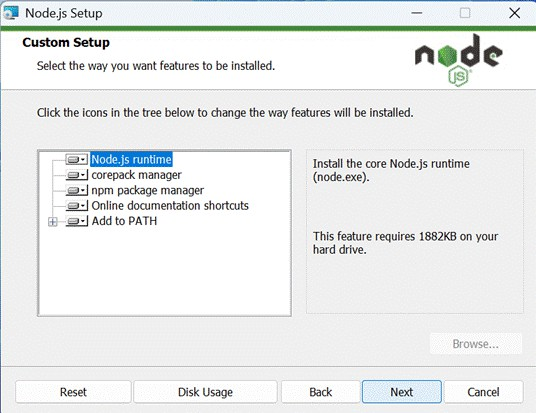 Node.js Setup
Custom Setup
Select the way you want features to be installed.
node
JS
Click the icons in the tree below to change the way features will be installed.
Node.js runtime
corepack manager
npm package manager
Online documentation shortcuts
Add to PATH
Install the core Node.js runtime
(node.exe).
This feature requires 1882KB on your
hard drive.
Browse...
Reset
Disk Usage
Back
Next
Cancel